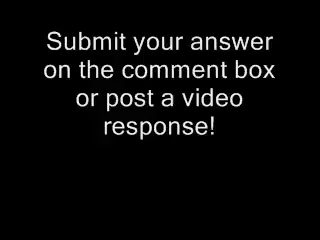 Submit your answer
on the comment box
or post a video
response!